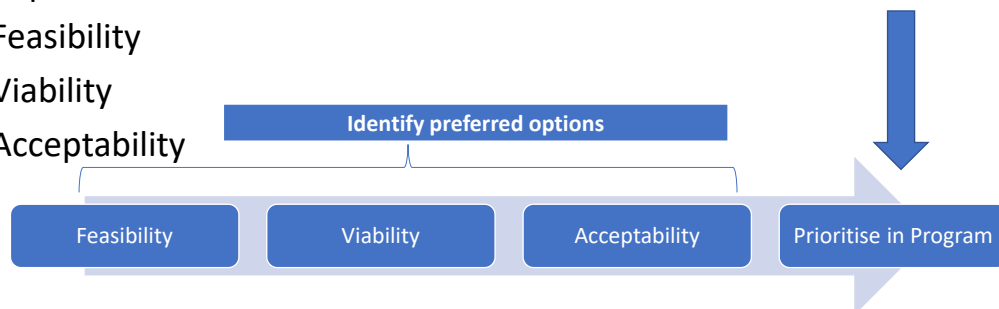 Feasibility
Viability
Acceptability
Identify preferred options
Feasibility
Viability
Acceptability
Prioritise in Program